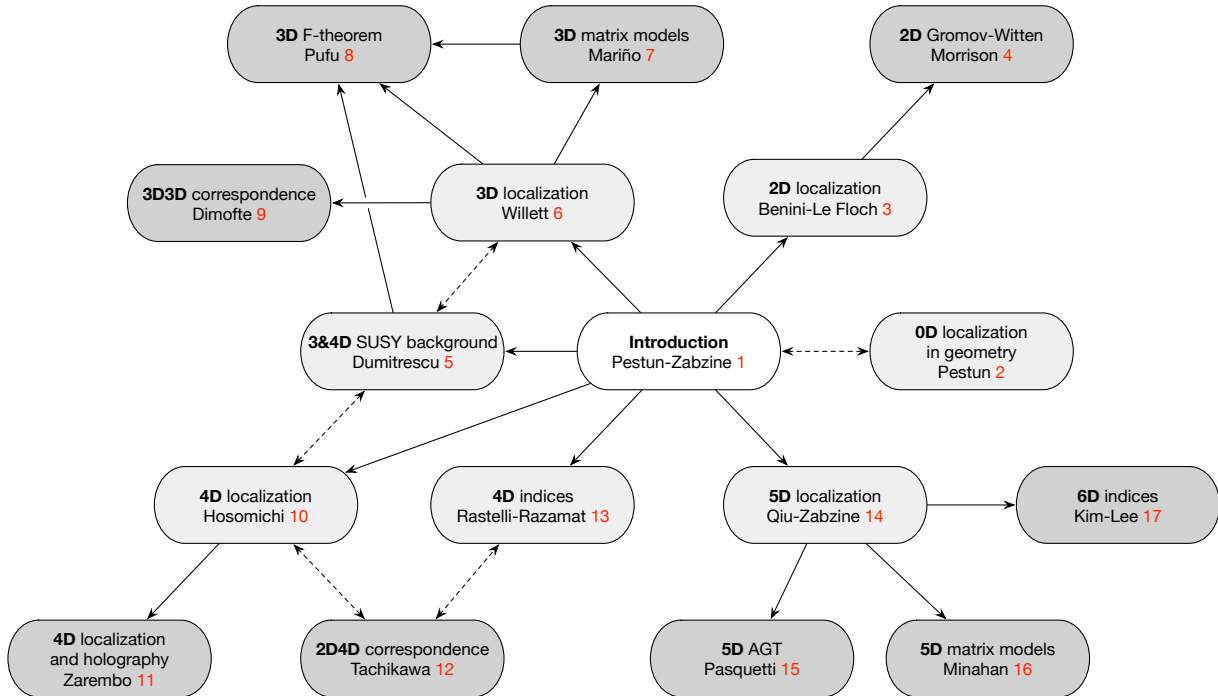 3D F-theorem
Pufu 8
3D matrix models
Mariño 7
2D Gromov-Witten
Morrison 4
3D3D correspondence
Dimofte 9
3D localization
Willett 6
2D localization
Benini-Le Floch 3
3&4D SUSY background
Dumitrescu 5
Introduction
Pestun-Zabzine 1
0D localization
in geometry
Pestun 2
4D localization
Hosomichi 10
4D indices
Rastelli-Razamat 13
5D localization
Qiu-Zabzine 14
6D indices
Kim-Lee 17
4D localization
and holography
Zarembo 11
2D4D correspondence
Tachikawa 12
5D AGT
Pasquetti 15
5D matrix models
Minahan 16